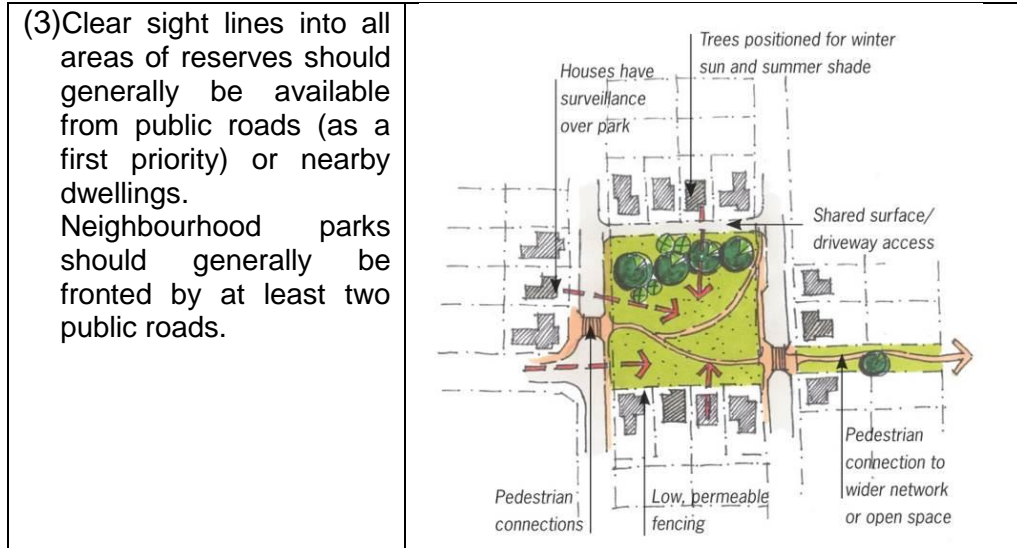 (3)Clear sight lines into all
areas of reserves should
generally be available
from public roads (as a
first priority) or nearby
dwellings.
Neighbourhood parks
should generally be
fronted by at least two
public roads.
Trees positioned for winter
sun and summer shade
Houses have
surveillance
over park
Shared surface/
driveway access
Pedestrian
connection to
wider network
or open space
Pedestrian
connections
Low, permeable
fencing